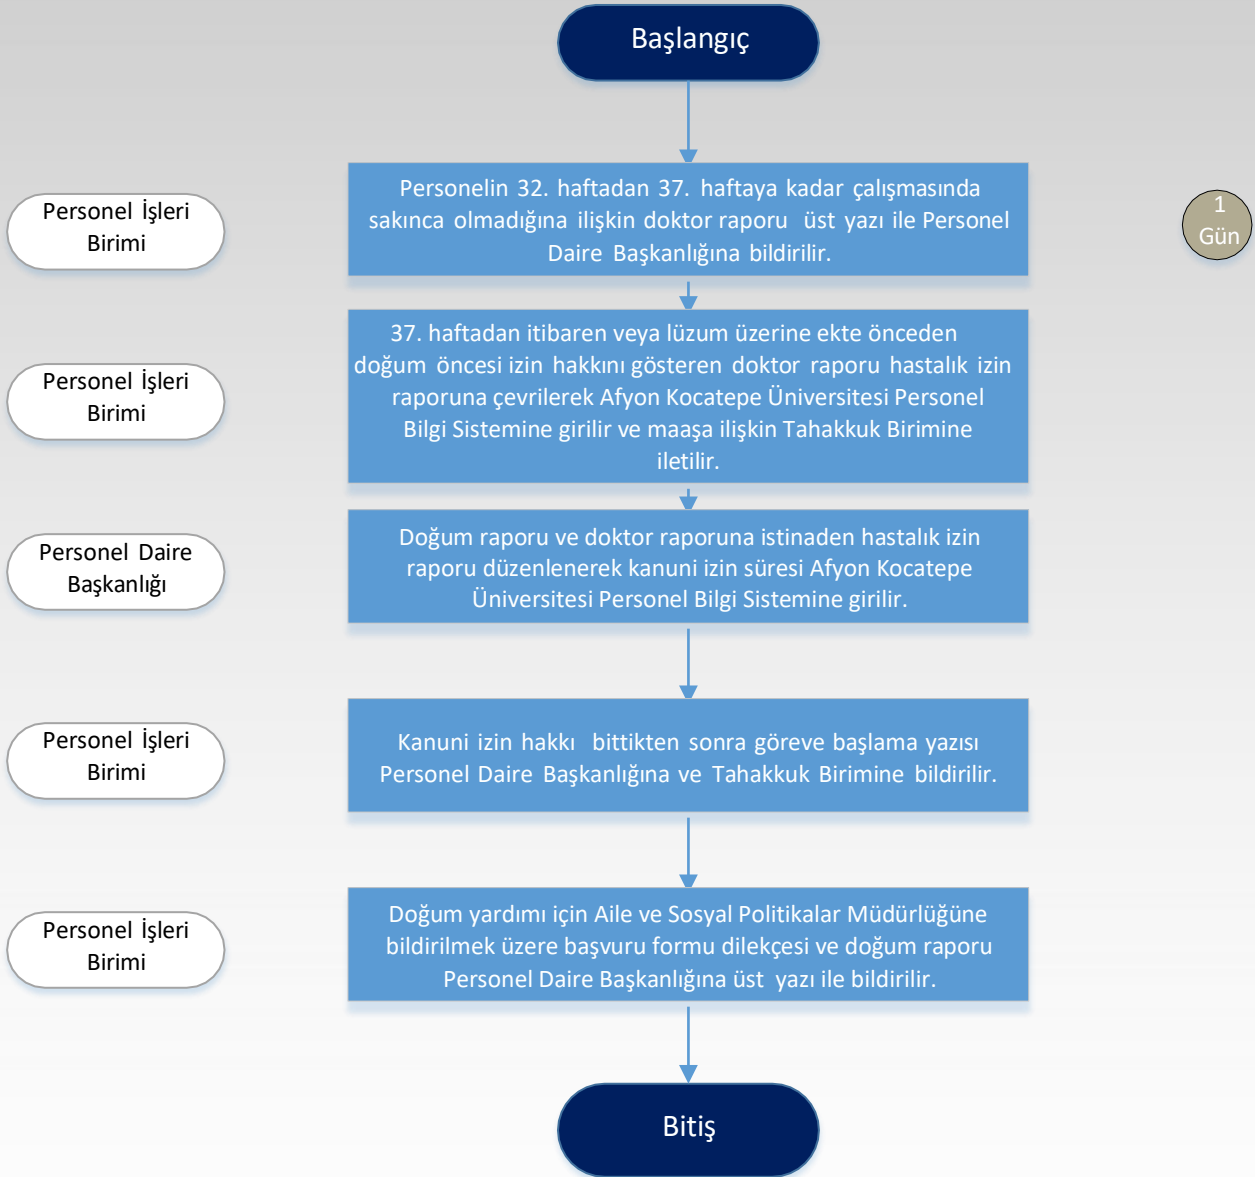 Başlangıç
Personel İşleri
Birimi
Personelin 32. haftadan 37. haftaya kadar çalışmasında
sakınca olmadığına ilişkin doktor raporu üst yazı ile Personel
Daire Başkanlığına bildirilir.
1
Gün
Personel İşleri
Birimi
37. haftadan itibaren veya lüzum üzerine ekte önceden
doğum öncesi izin hakkını gösteren doktor raporu hastalık izin
raporuna çevrilerek Afyon Kocatepe Üniversitesi Personel
Bilgi Sistemine girilir ve maaşa ilişkin Tahakkuk Birimine
iletilir.
Personel Daire
Başkanlığı
Doğum raporu ve doktor raporuna istinaden hastalık izin
raporu düzenlenerek kanuni izin süresi Afyon Kocatepe
Üniversitesi Personel Bilgi Sistemine girilir.
Personel İşleri
Birimi
Kanuni izin hakkı bittikten sonra göreve başlama yazısı
Personel Daire Başkanlığına ve Tahakkuk Birimine bildirilir.
Personel İşleri
Birimi
Doğum yardımı için Aile ve Sosyal Politikalar Müdürlüğüne
bildirilmek üzere başvuru formu dilekçesi ve doğum raporu
Personel Daire Başkanlığına üst yazı ile bildirilir.
Bitiş